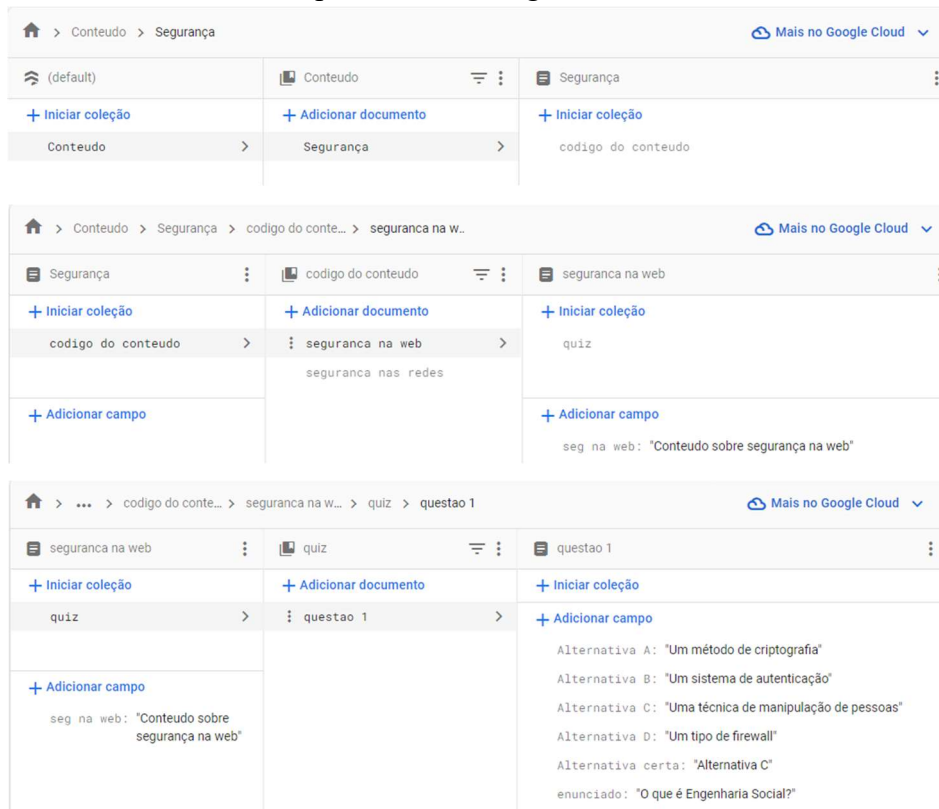 > Conteudo > Segurança Mais no Google Cloud
(default) Conteudo Segurança
+ Iniciar coleção + Adicionar documento + Iniciar coleção
Conteudo > Segurança > codigo do conteudo
> Conteudo > Segurança > codigo do conte... > seguranca na w.. Mais no Google Cloud
Segurança codigo do conteudo seguranca na web
+ Iniciar coleção + Adicionar documento + Iniciar coleção
codigo do conteudo > seguranca na web > quiz
seguranca nas redes
+ Adicionar campo + Adicionar campo
seg na web: "Conteudo sobre segurança na web"
> ... > codigo do conte... > seguranca na w... > quiz > questao 1 Mais no Google Cloud
seguranca na web quiz questao 1
+ Iniciar coleção + Adicionar documento + Iniciar coleção
quiz > questao 1 > + Adicionar campo
Alternativa A: "Um método de criptografia"
+ Adicionar campo Alternativa B: "Um sistema de autenticação"
seg na web: "Conteudo sobre Alternativa C: "Uma técnica de manipulação de pessoas"
segurança na web" Alternativa D: "Um tipo de firewall"
Alternativa certa: "Alternativa C"
enunciado: "O que é Engenharia Social?"